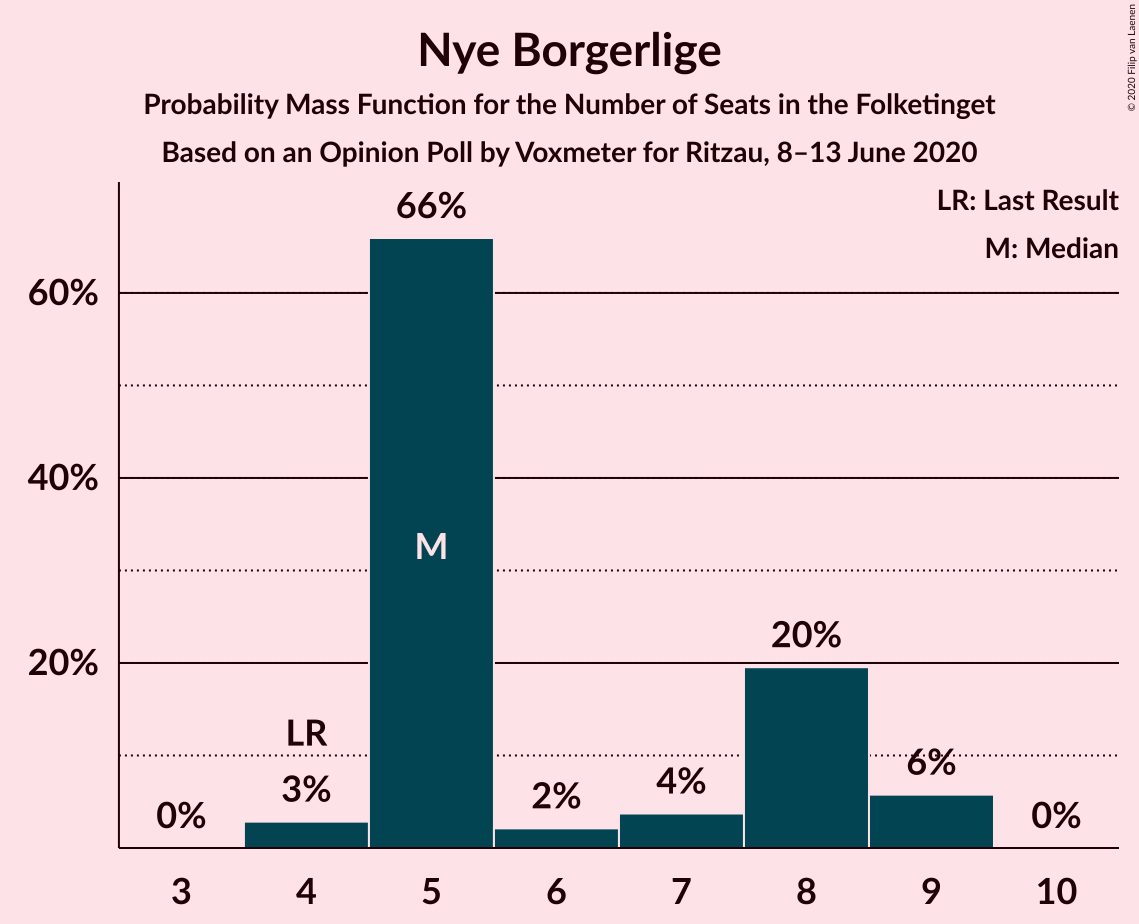 Nye Borgerlige
Probability Mass Function for the Number of Seats in the Folketinget
Based on an Opinion Poll by Voxmeter for Ritzau, 8–13 June 2020
© 2020 Filip van Laenen
LR: Last Result
M: Median
60%
40%
20%
0%
LR
3%
66%
M
2%
4%
20%
6%
0%
3 4 5 6 7 8 9 10